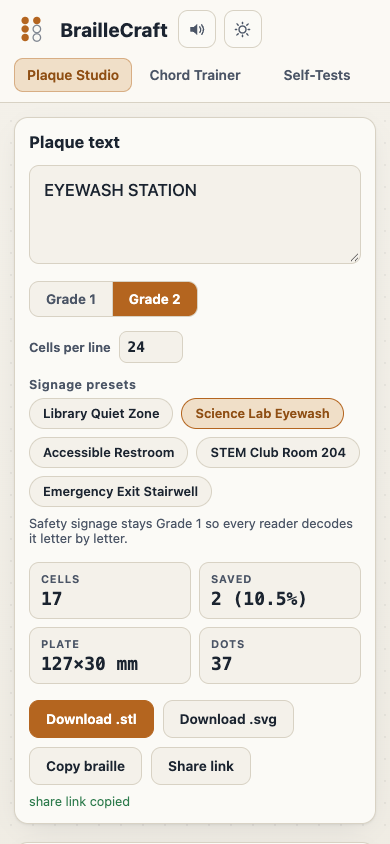 BrailleCraft
Plaque Studio
Chord Trainer
Self-Tests
Plaque text
EYEWASH STATION
Grade 1
Grade 2
Cells per line
24
Signage presets
Library Quiet Zone
Science Lab Eyewash
Accessible Restroom
STEM Club Room 204
Emergency Exit Stairwell
Safety signage stays Grade 1 so every reader decodes
it letter by letter.
CELLS
17
SAVED
2 (10.5%)
PLATE
127×30 mm
DOTS
37
Download .stl
Download .svg
Copy braille
Share link
share link copied